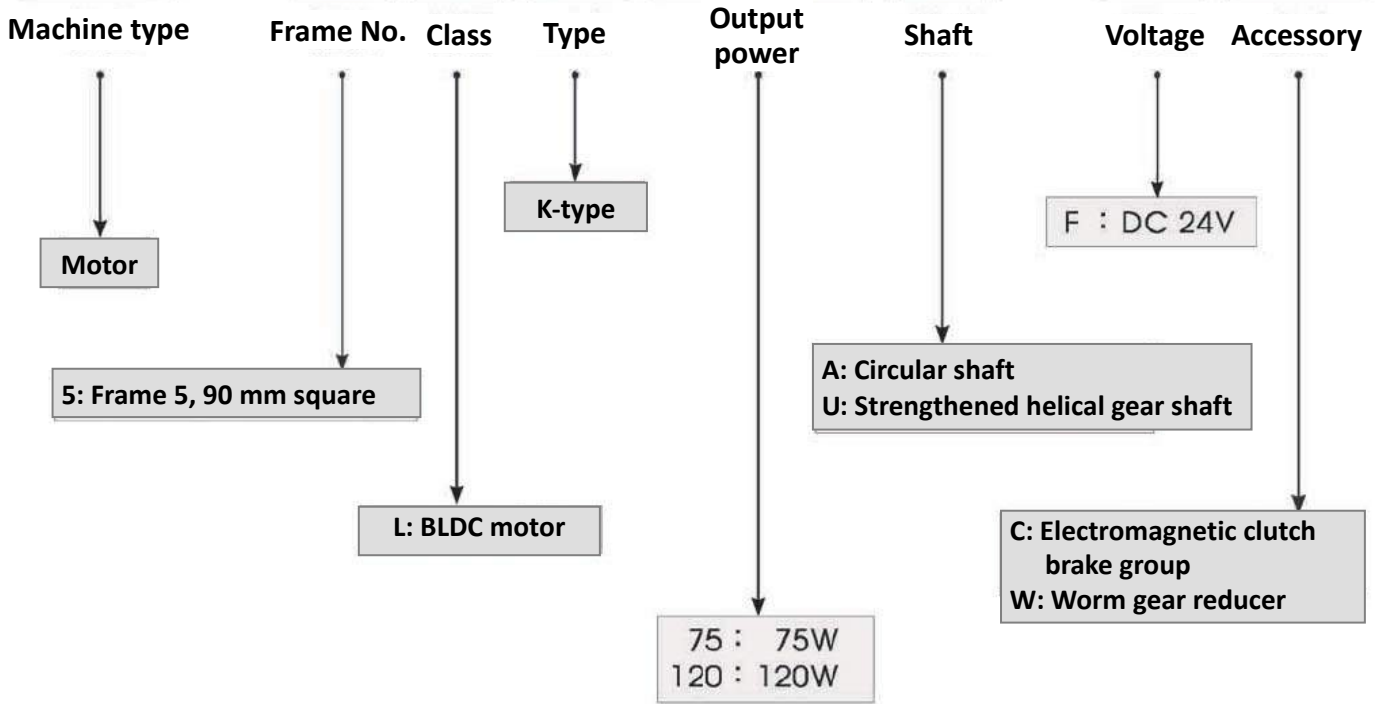 Machine type
Frame No.
Class
Type
Output
power
Shaft
Voltage
Accessory
K-type
F : DC 24V
Motor
5: Frame 5, 90 mm square
A: Circular shaft
U: Strengthened helical gear shaft
L: BLDC motor
C: Electromagnetic clutch
brake group
W: Worm gear reducer
75 : 75W
120 : 120W